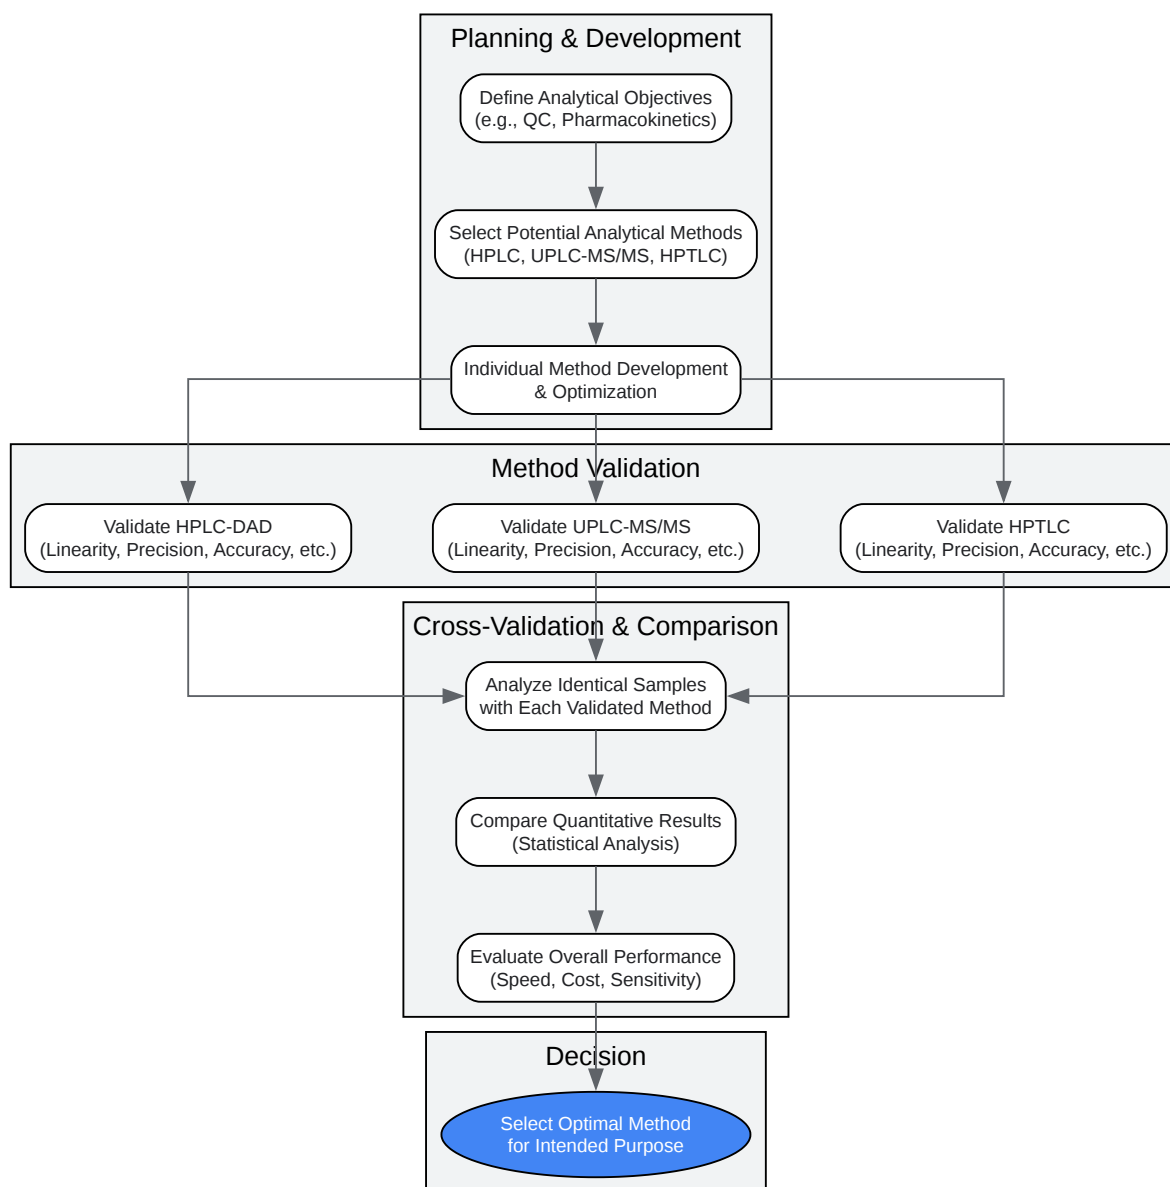 Planning & Development
Define Analytical Objectives
(e.g., QC, Pharmacokinetics)
Select Potential Analytical Methods
(HPLC, UPLC-MS/MS, HPTLC)
Individual Method Development
& Optimization
Method Validation
Validate HPLC-DAD
(Linearity, Precision, Accuracy, etc.)
Validate UPLC-MS/MS
(Linearity, Precision, Accuracy, etc.)
Validate HPTLC
(Linearity, Precision, Accuracy, etc.)
Cross-Validation & Comparison
Analyze Identical Samples
with Each Validated Method
Compare Quantitative Results
(Statistical Analysis)
Evaluate Overall Performance
(Speed, Cost, Sensitivity)
Decision
Select Optimal Method
for Intended Purpose